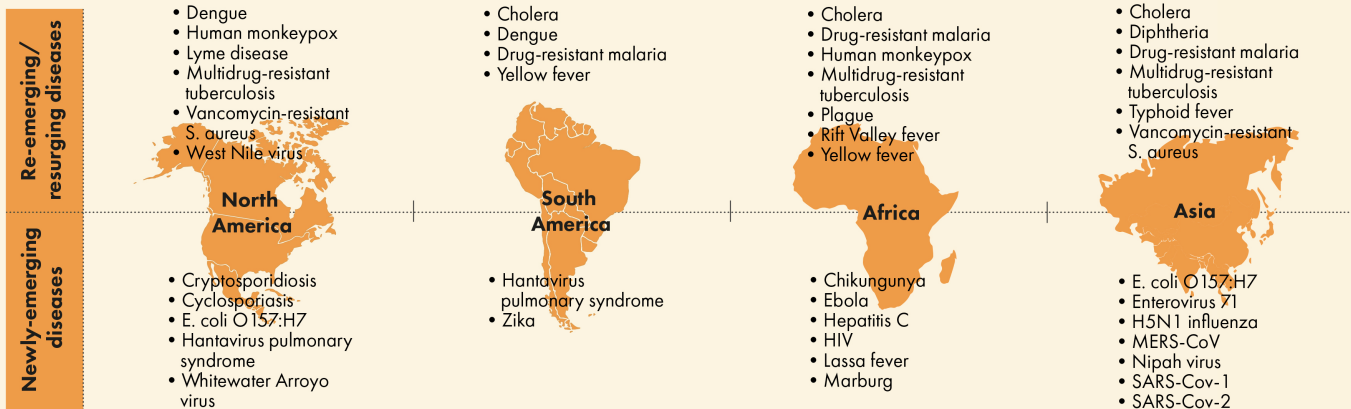 Re-emerging/
resurging diseases
• Dengue
• Human monkeypox
• Lyme disease
• Multidrug-resistant
tuberculosis
• Vancomycin-resistant
S. aureus
• West Nile virus
• Cholera
• Dengue
• Drug-resistant malaria
• Yellow fever
• Cholera
• Drug-resistant malaria
• Human monkeypox
• Multidrug-resistant
tuberculosis
• Plague
• Rift Valley fever
• Yellow fever
• Cholera
• Diphtheria
• Drug-resistant malaria
• Multidrug-resistant
tuberculosis
• Typhoid fever
• Vancomycin-resistant
S. aureus
North
America
South
America
Africa
Asia
Newly-emerging
diseases
• Cryptosporidiosis
• Cyclosporiasis
• E. coli O157:H7
• Hantavirus pulmonary
syndrome
• Whitewater Arroyo
virus
• Hantavirus
pulmonary syndrome
• Zika
• Chikungunya
• Ebola
• Hepatitis C
• HIV
• Lassa fever
• Marburg
• E. coli O157:H7
• Enterovirus 71
• H5N1 influenza
• MERS-CoV
• Nipah virus
• SARS-Cov-1
• SARS-Cov-2